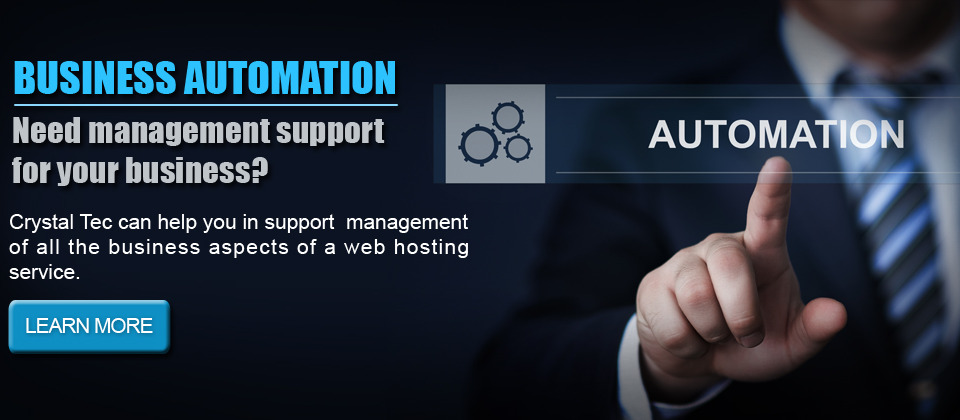 BUSINESS AUTOMATION
Need management support
for your business?
Crystal Tec can help you in support management
of all the business aspects of a web hosting
service.
LEARN MORE
AUTOMATION